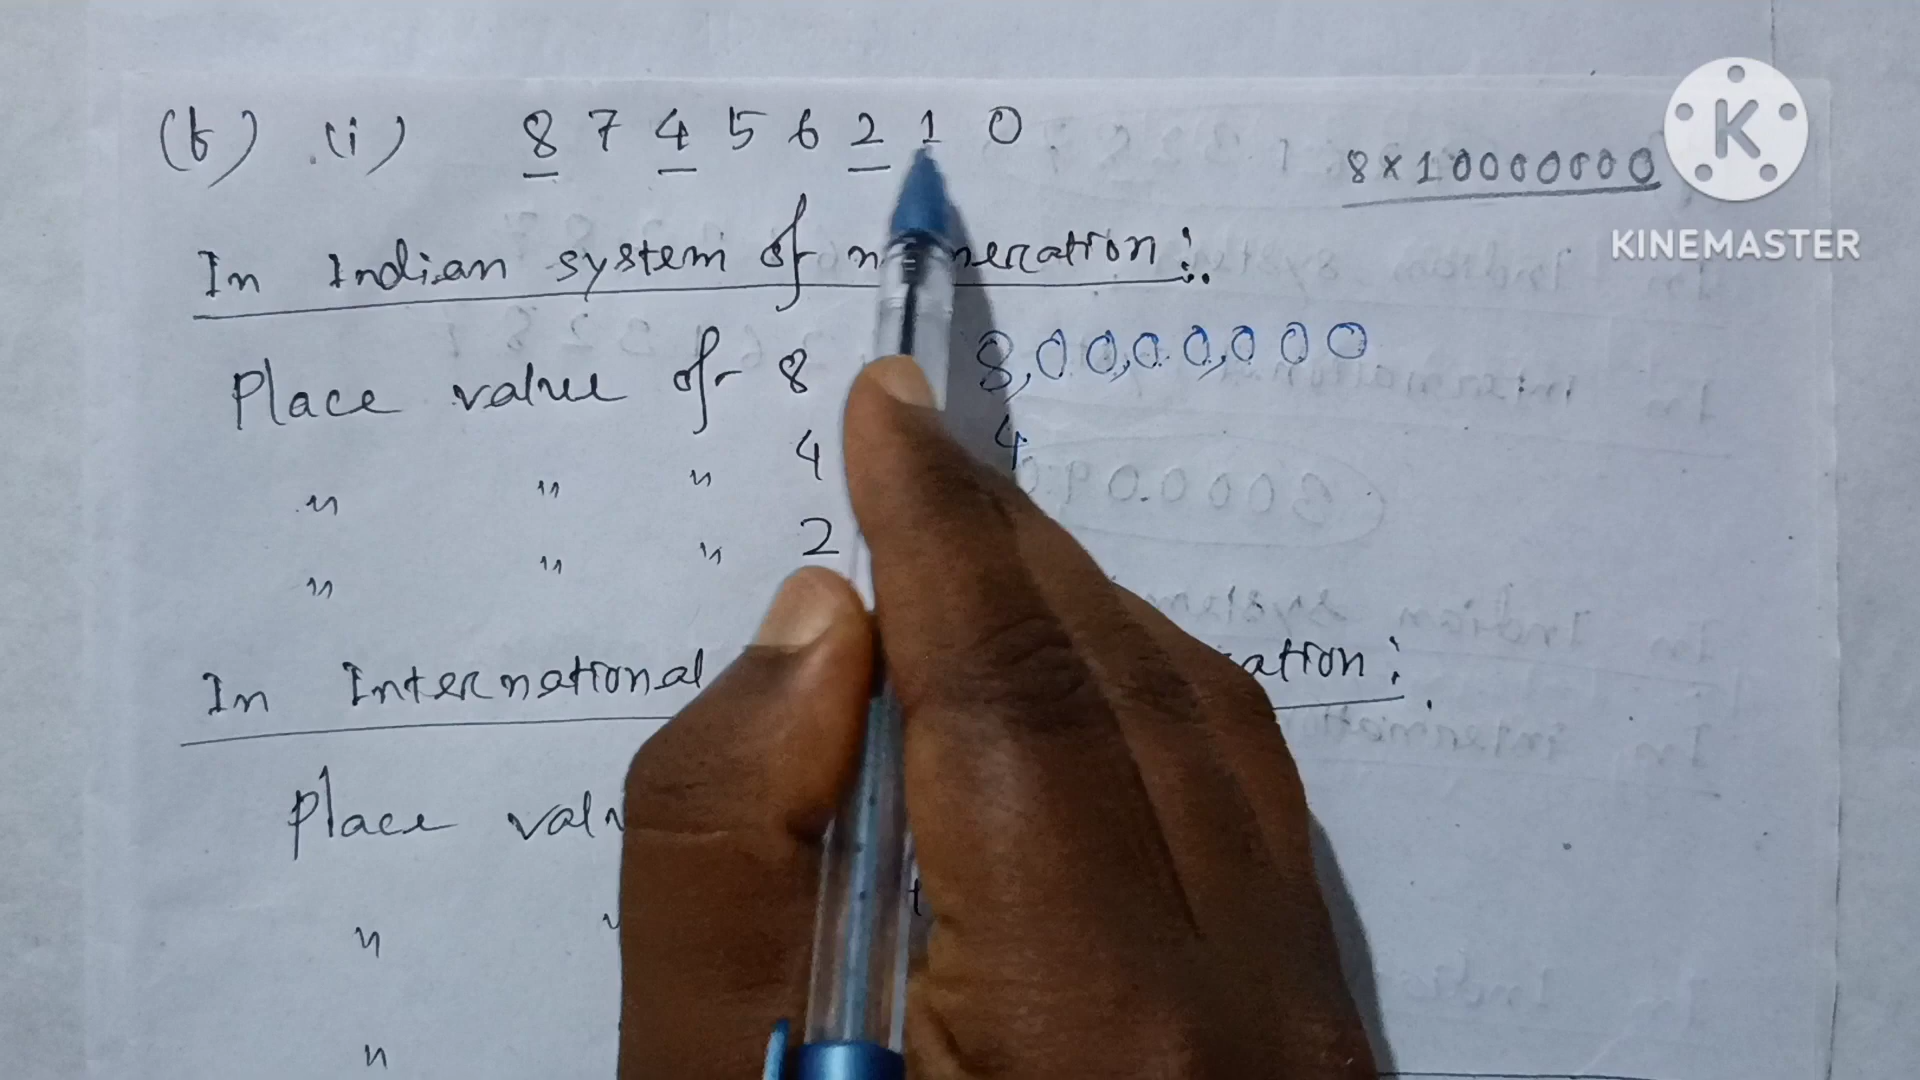 (b) (i) 8 7 4 5 6 2 1 0
8 × 10000000
K
KINEMASTER
In Indian system of
Place value of 8 8,00,00,000
" " " 4 4
" " " 2
In International
Place
"
"